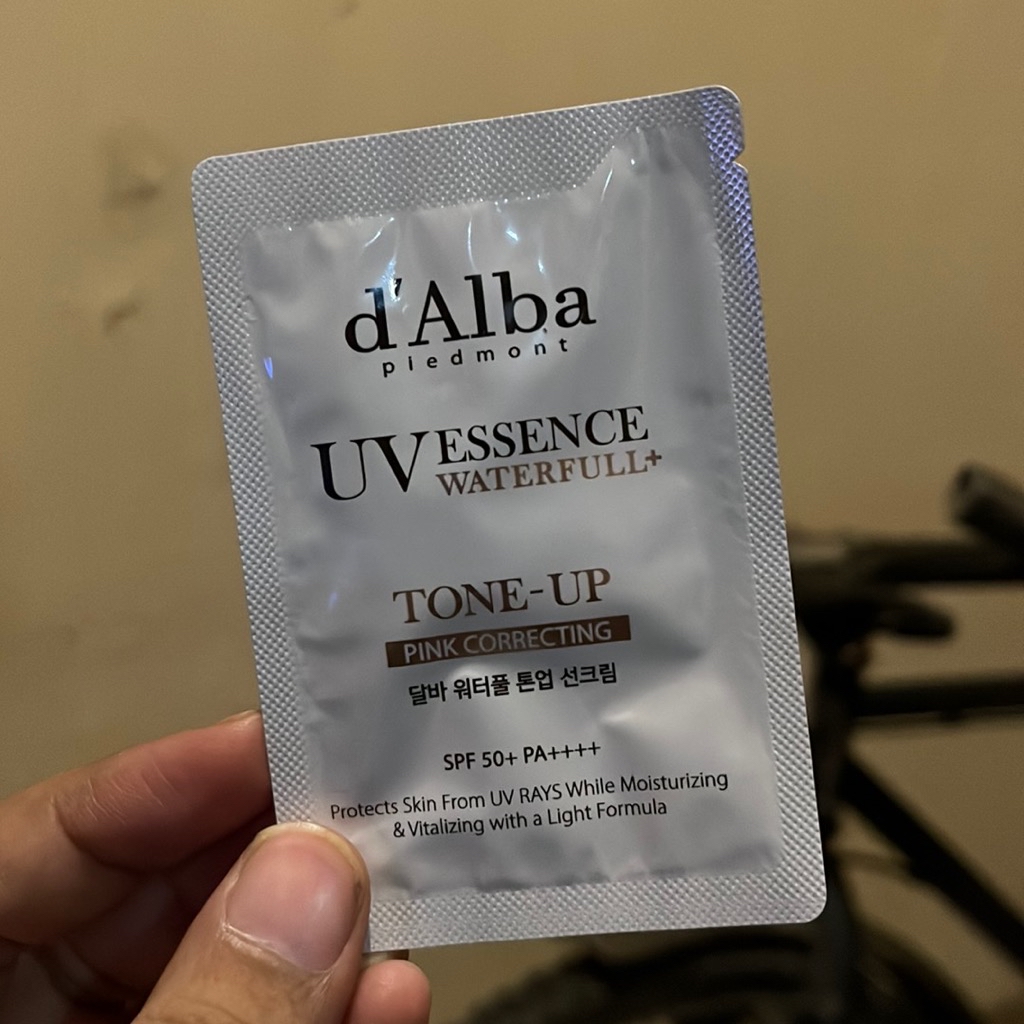 d'Alba
piedmont
UV ESSENCE
WATERFULL+
TONE-UP
PINK CORRECTING
달바 워터풀 톤업 선크림
SPF 50+ PA++++
Protects Skin From UV RAYS While Moisturizing
& Vitalizing with a Light Formula